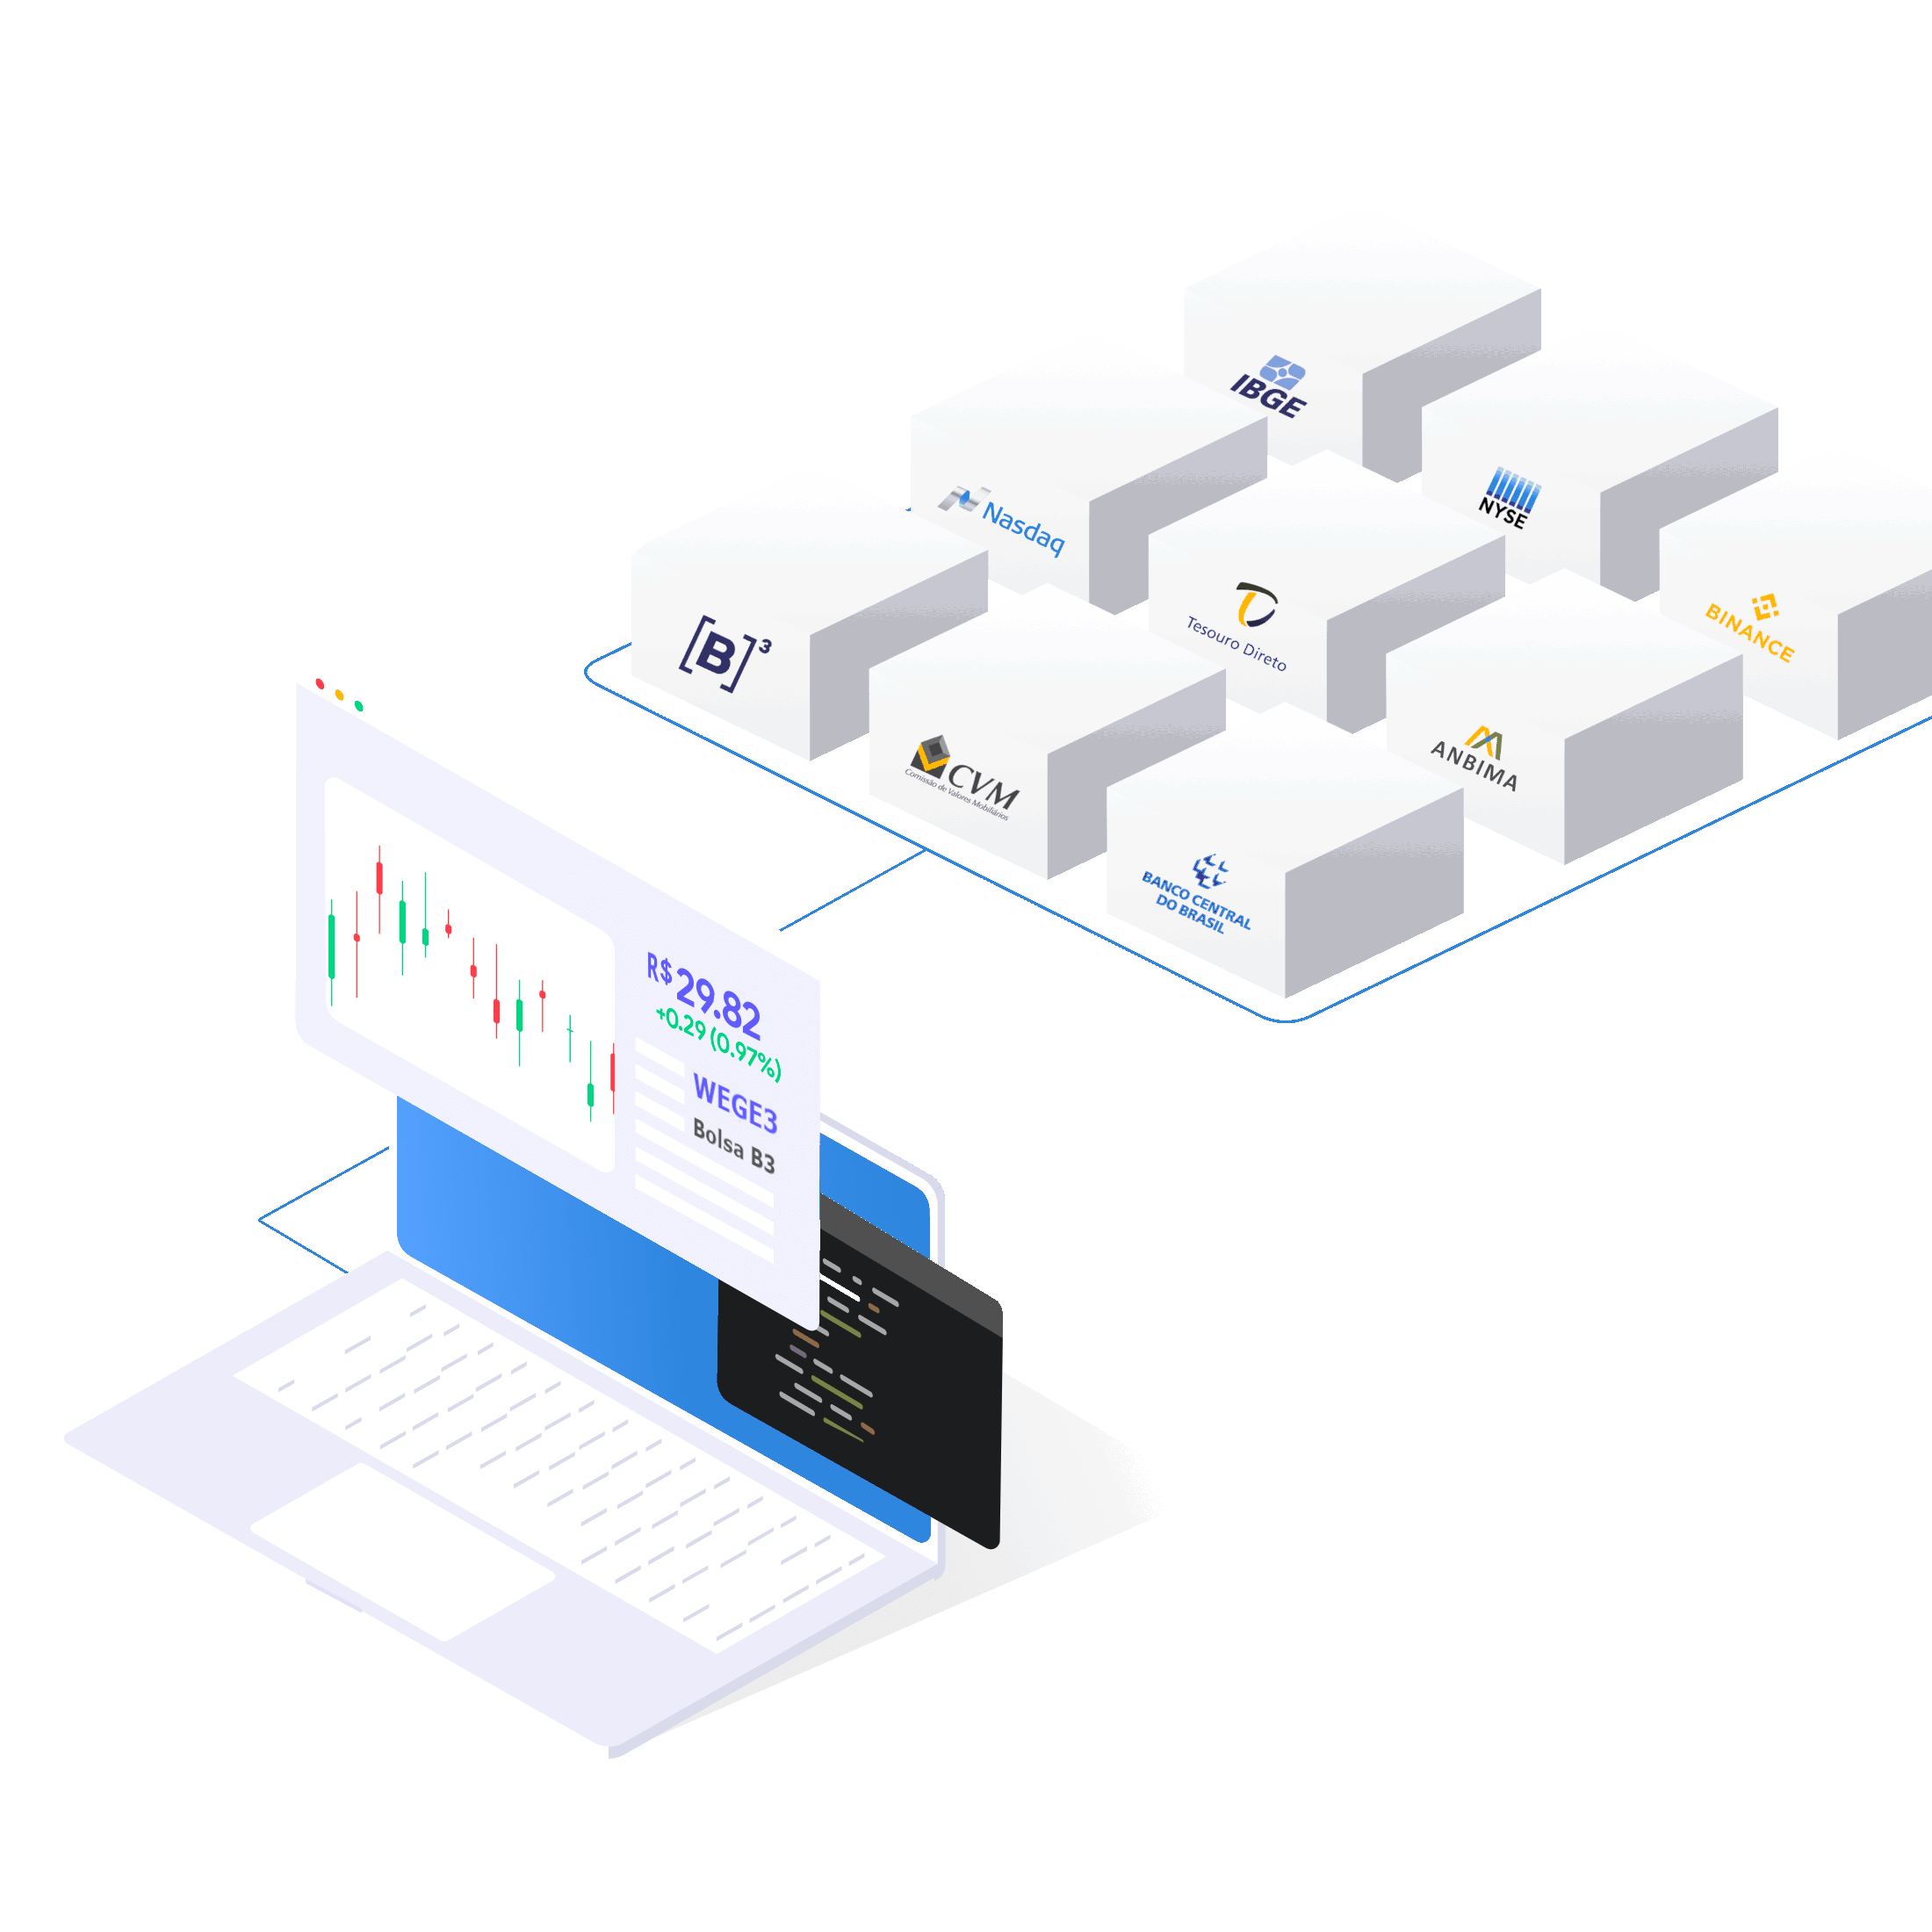 IBGE
Nasdaq
NYSE
[B]³
Tesouro Direto
BINANCE
CVM
Comissão de Valores Mobiliários
ANBIMA
BANCO CENTRAL
DO BRASIL
R$29.82
+0.29 (0.97%)
WEGE3
Bolsa B3